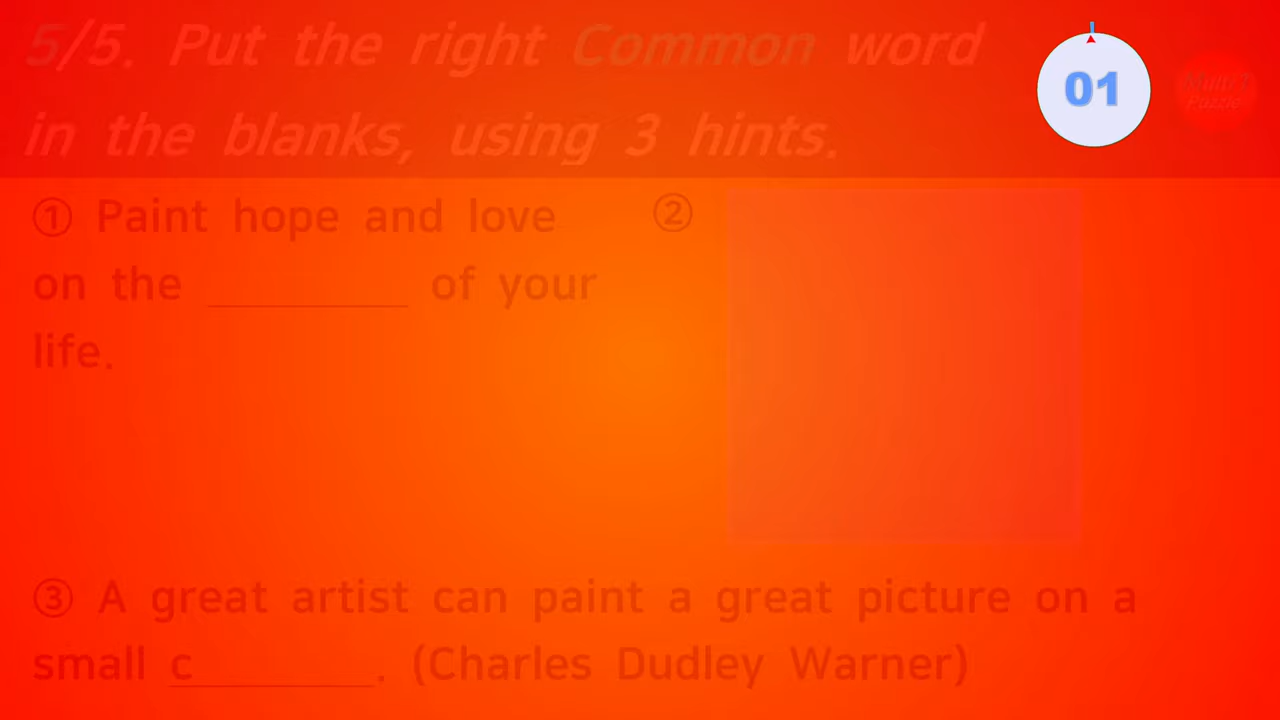 5/5. Put the right Common word
in the blanks, using 3 hints.
01
Multi T
Puzzle
① Paint hope and love
on the ________ of your
life.
②
③ A great artist can paint a great picture on a
small c________. (Charles Dudley Warner)